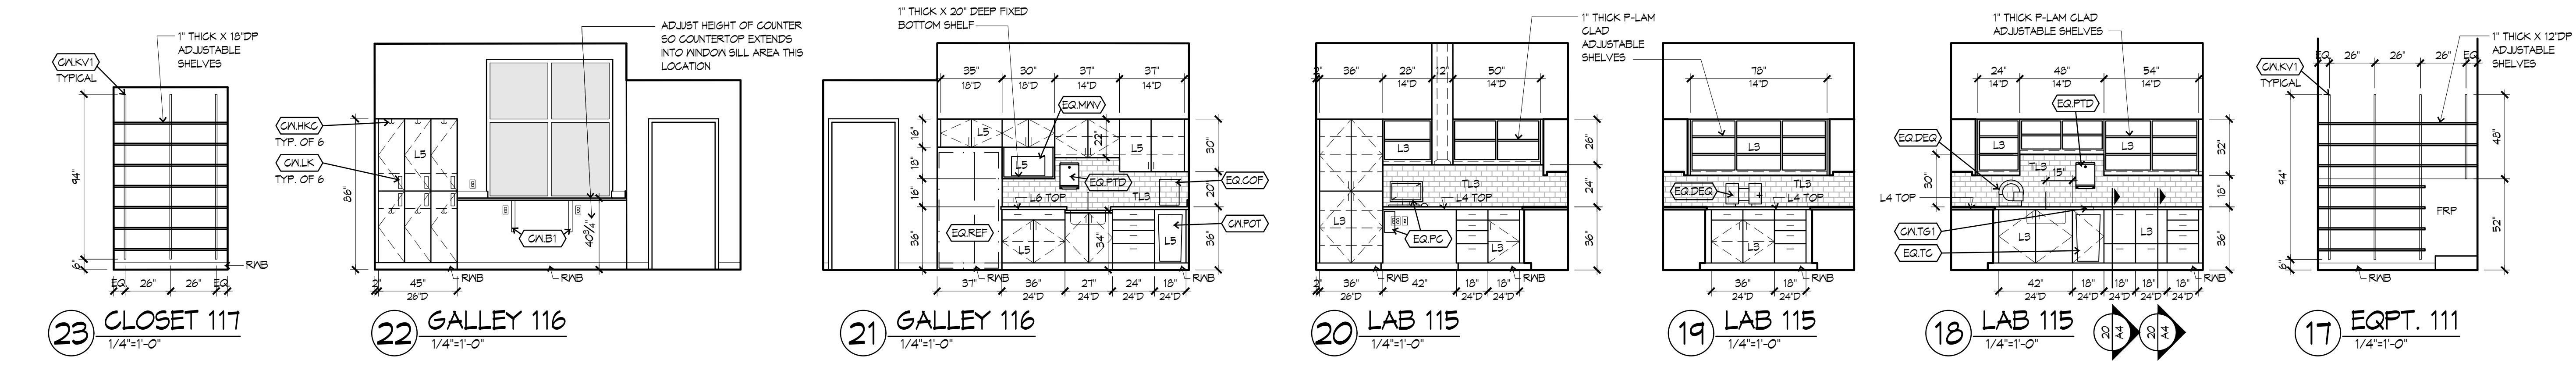 1" THICK X 18"DP
ADJUSTABLE
SHELVES
CW.KV1
TYPICAL
94"
6"
RWB
EQ.
26"
26"
EQ.
23
CLOSET 117
1/4"=1'-0"
ADJUST HEIGHT OF COUNTER
SO COUNTERTOP EXTENDS
INTO WINDOW SILL AREA THIS
LOCATION
CW.HKC
TYP. OF 6
CW.LK
TYP. OF 6
L5
86"
CW.B1
40 3/4"
RWB
RWB
2"
45"
26"D
22
GALLEY 116
1/4"=1'-0"
1" THICK X 20" DEEP FIXED
BOTTOM SHELF
35"
30"
37"
37"
18"D
18"D
14"D
14"D
EQ.MWV
16"
L5
22"
L5
30"
18"
L5
EQ.PTD
EQ.COF
20"
16"
L6 TOP
TL3
EQ.REF
CW.POT
36"
L5
34"
L5
36"
RWB
RWB
37"
36"
27"
24"
18"
24"D
24"D
24"D
24"D
21
GALLEY 116
1/4"=1'-0"
1" THICK P-LAM
CLAD
ADJUSTABLE
SHELVES
2"
36"
28"
12"
50"
14"D
14"D
L3
26"
TL3
24"
L4 TOP
L3
EQ.PC
L3
36"
RWB
RWB
2"
36"
42"
18"
18"
26"D
24"D
24"D
20
LAB 115
1/4"=1'-0"
78"
14"D
L3
EQ.DEQ
TL3
L4 TOP
L3
RWB
36"
18"
24"D
24"D
19
LAB 115
1/4"=1'-0"
1" THICK P-LAM CLAD
ADJUSTABLE SHELVES
24"
48"
54"
14"D
14"D
14"D
EQ.PTD
EQ.DEQ
L3
L3
32"
30"
TL3
15"
TL3
18"
L4 TOP
CW.TG1
L3
L3
36"
EQ.TC
RWB
42"
18"
18"
18"
18"
24"D
24"D
24"D
24"D
24"D
18
LAB 115
1/4"=1'-0"
20
A4
20
A4
1" THICK X 12"DP
ADJUSTABLE
SHELVES
EQ.
26"
26"
26"
EQ.
CW.KV1
TYPICAL
48"
94"
FRP
52"
6"
RWB
17
EQPT. 111
1/4"=1'-0"